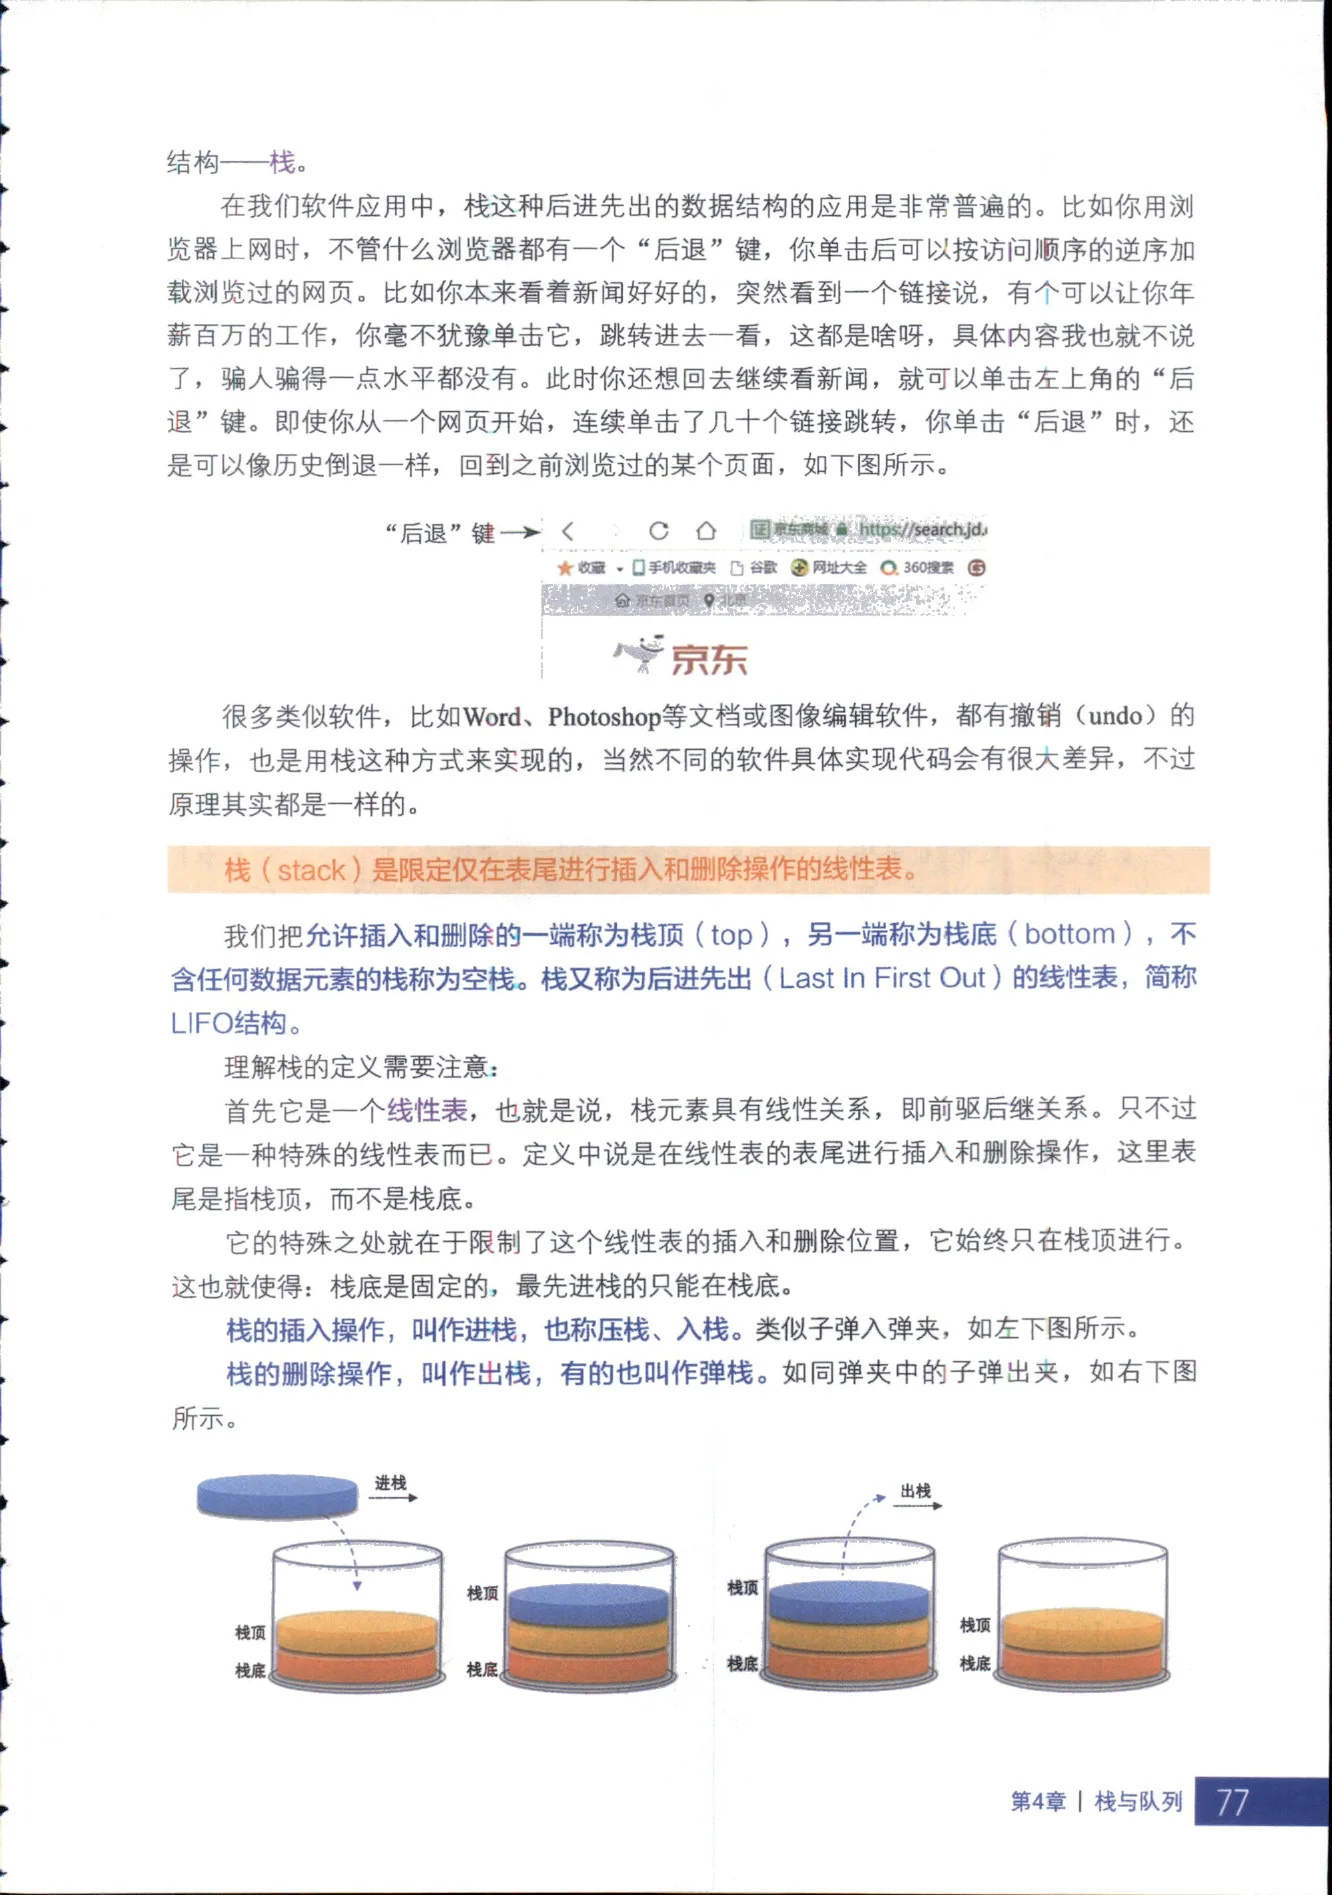 结构——栈。
在我们软件应用中，栈这种后进先出的数据结构的应用是非常普遍的。比如你用浏
览器上网时，不管什么浏览器都有一个“后退”键，你单击后可以按访问顺序的逆序加
载浏览过的网页。比如你本来看着新闻好好的，突然看到一个链接说，有个可以让你年
薪百万的工作，你毫不犹豫单击它，跳转进去一看，这都是啥呀，具体内容我也就不说
了，骗人骗得一点水平都没有。此时你还想回去继续看新闻，就可以单击左上角的“后
退”键。即使你从一个网页开始，连续单击了几十个链接跳转，你单击“后退”时，还
是可以像历史倒退一样，回到之前浏览过的某个页面，如下图所示。
“后退”键
证 京东商城 https://search.jd.
收藏 手机收藏夹 谷歌 网址大全 360搜索
京东首页 北京
京东
很多类似软件，比如Word、Photoshop等文档或图像编辑软件，都有撤销（undo）的
操作，也是用栈这种方式来实现的，当然不同的软件具体实现代码会有很大差异，不过
原理其实都是一样的。
栈（stack）是限定仅在表尾进行插入和删除操作的线性表。
我们把允许插入和删除的一端称为栈顶（top），另一端称为栈底（bottom），不
含任何数据元素的栈称为空栈。栈又称为后进先出（Last In First Out）的线性表，简称
LIFO结构。
理解栈的定义需要注意：
首先它是一个线性表，也就是说，栈元素具有线性关系，即前驱后继关系。只不过
它是一种特殊的线性表而已。定义中说是在线性表的表尾进行插入和删除操作，这里表
尾是指栈顶，而不是栈底。
它的特殊之处就在于限制了这个线性表的插入和删除位置，它始终只在栈顶进行。
这也就使得：栈底是固定的，最先进栈的只能在栈底。
栈的插入操作，叫作进栈，也称压栈、入栈。类似子弹入弹夹，如左下图所示。
栈的删除操作，叫作出栈，有的也叫作弹栈。如同弹夹中的子弹出夹，如右下图
所示。
进栈
栈顶
栈底
栈顶
栈底
出栈
栈顶
栈底
栈顶
栈底
第4章 | 栈与队列 77